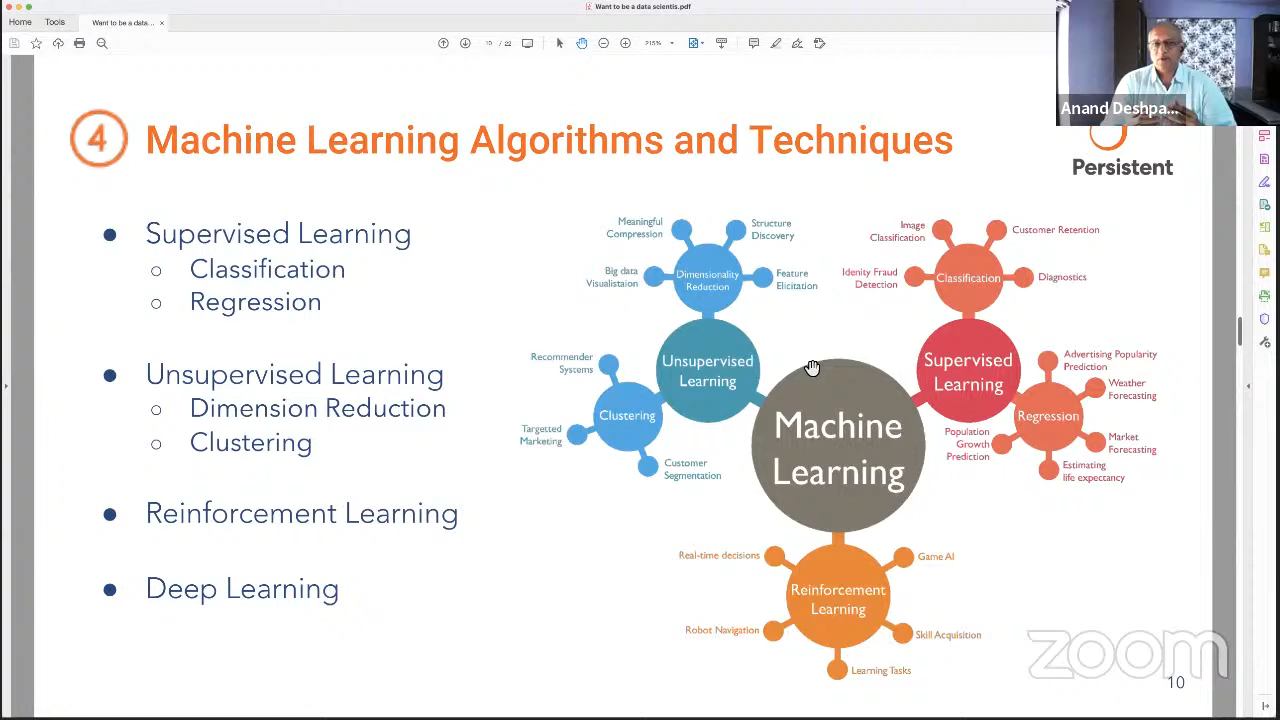 Want to be a data scientis.pdf
Home
Tools
Want to be a data...
×
10 / 22
215%
Anand Deshpa...
4
Machine Learning Algorithms and Techniques
Persistent
● Supervised Learning
○ Classification
○ Regression
● Unsupervised Learning
○ Dimension Reduction
○ Clustering
● Reinforcement Learning
● Deep Learning
Meaningful
Compression
Structure
Discovery
Big data
Visualistaion
Dimensionality
Reduction
Feature
Elicitation
Unsupervised
Learning
Recommender
Systems
Clustering
Targetted
Marketing
Customer
Segmentation
Image
Classification
Customer Retention
Idenity Fraud
Detection
Classification
Diagnostics
Supervised
Learning
Advertising Popularity
Prediction
Weather
Forecasting
Regression
Population
Growth
Prediction
Market
Forecasting
Estimating
life expectancy
Machine
Learning
Real-time decisions
Game AI
Reinforcement
Learning
Robot Navigation
Skill Acquisition
Learning Tasks
zoom
10